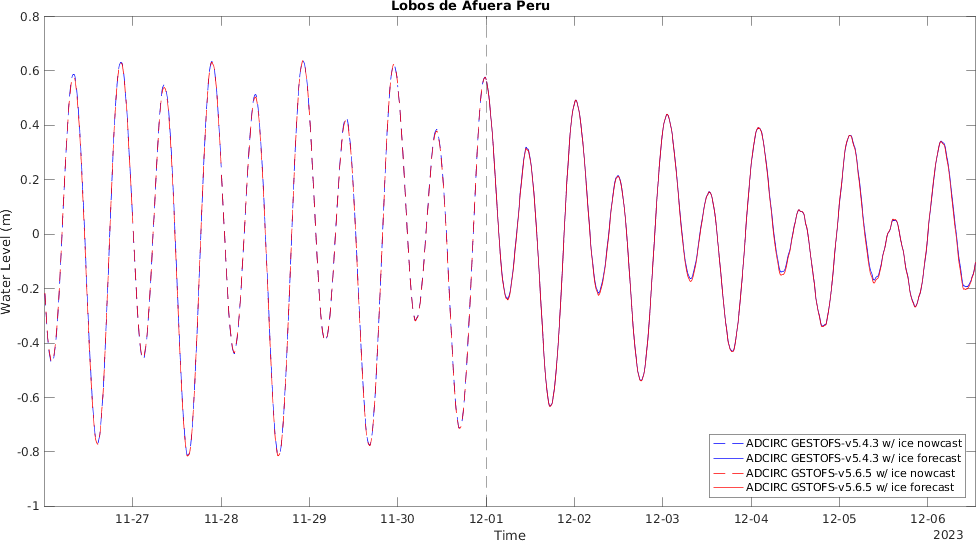 Lobos de Afuera Peru
0.8
0.6
0.4
0.2
0
-0.2
-0.4
-0.6
-0.8
-1
Water Level (m)
ADCIRC GESTOFS-v5.4.3 w/ ice nowcast
ADCIRC GESTOFS-v5.4.3 w/ ice forecast
ADCIRC GSTOFS-v5.6.5 w/ ice nowcast
ADCIRC GSTOFS-v5.6.5 w/ ice forecast
11-27 11-28 11-29 11-30 12-01 12-02 12-03 12-04 12-05 12-06
Time
2023